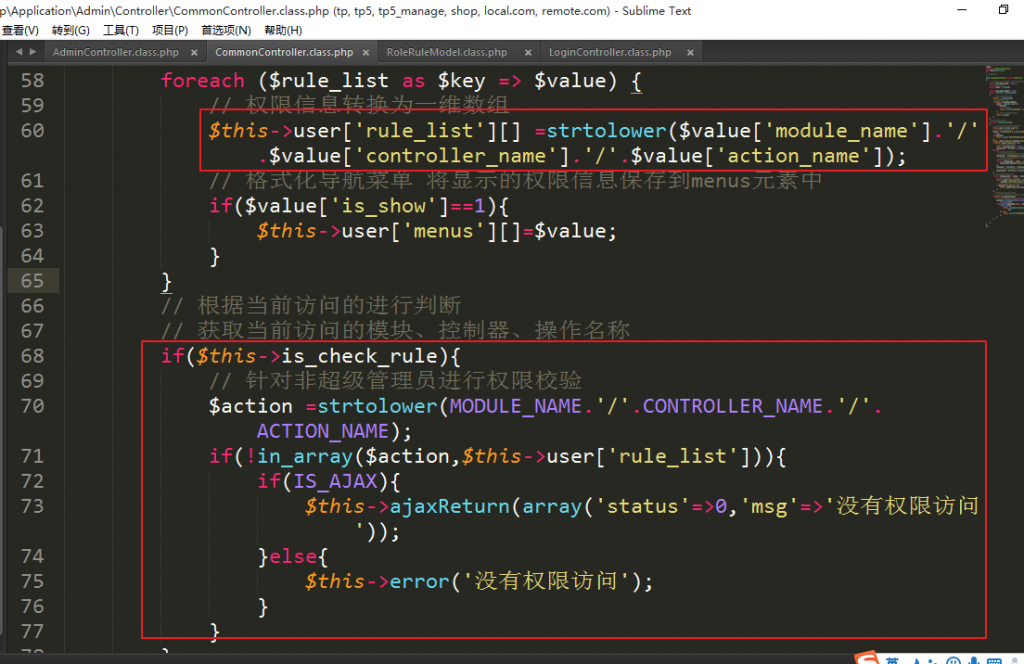 p\Application\Admin\Controller\CommonController.class.php (tp, tp5, tp5_manage, shop, local.com, remote.com) - Sublime Text
查看(V) 转到(G) 工具(T) 项目(P) 首选项(N) 帮助(H)
AdminController.class.php × CommonController.class.php × RoleRuleModel.class.php × LoginController.class.php ×
58 foreach ($rule_list as $key => $value) {
59 // 权限信息转换为一维数组
60 $this->user['rule_list'][] =strtolower($value['module_name'].'/'
.$value['controller_name'].'/'.$value['action_name']);
61 // 格式化导航菜单 将显示的权限信息保存到menus元素中
62 if($value['is_show']==1){
63 $this->user['menus'][]=$value;
64 }
65 }
66 // 根据当前访问的进行判断
67 // 获取当前访问的模块、控制器、操作名称
68 if($this->is_check_rule){
69 // 针对非超级管理员进行权限校验
70 $action =strtolower(MODULE_NAME.'/'.CONTROLLER_NAME.'/'.
ACTION_NAME);
71 if(!in_array($action,$this->user['rule_list'])){
72 if(IS_AJAX){
73 $this->ajaxReturn(array('status'=>0,'msg'=>'没有权限访问
'));
74 }else{
75 $this->error('没有权限访问');
76 }
77 }
78 }
英